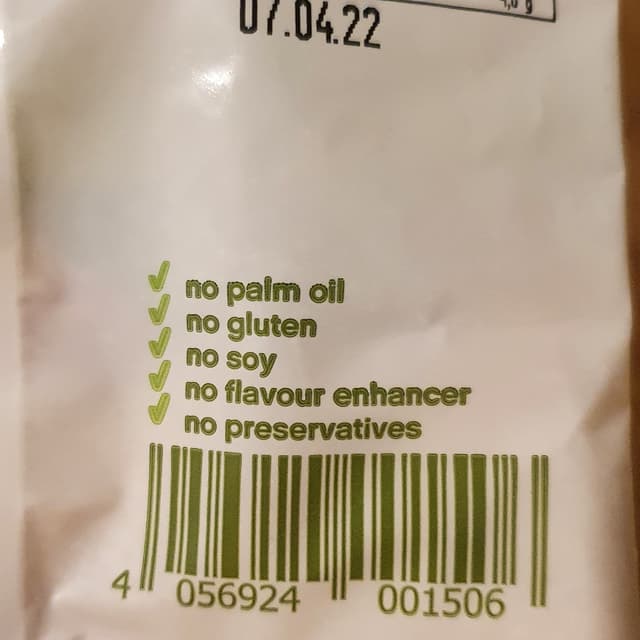 07.04.22
no palm oil
no gluten
no soy
no flavour enhancer
no preservatives
4 056924 001506